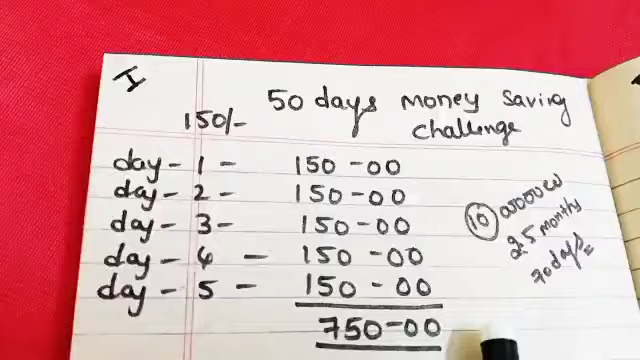 I
50 days money saving
150/- challenge
day - 1 - 150-00
day - 2 - 150-00
day - 3 - 150-00
day - 4 - 150-00
day - 5 - 150-00
750-00
10
25 month
70 days